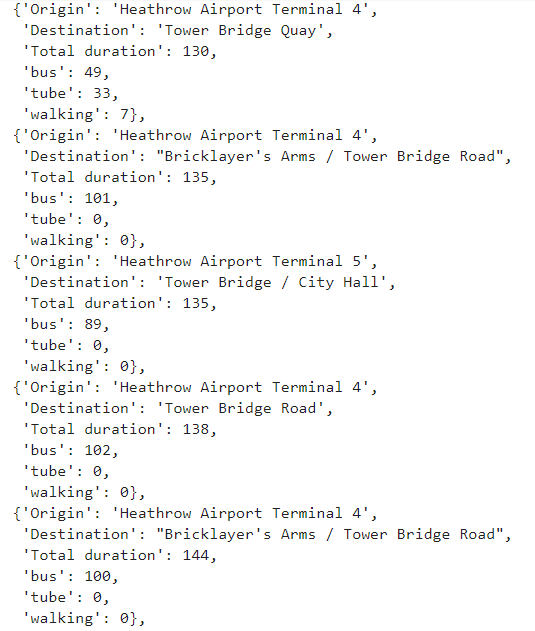 {'Origin': 'Heathrow Airport Terminal 4',
'Destination': 'Tower Bridge Quay',
'Total duration': 130,
'bus': 49,
'tube': 33,
'walking': 7},
{'Origin': 'Heathrow Airport Terminal 4',
'Destination': "Bricklayer's Arms / Tower Bridge Road",
'Total duration': 135,
'bus': 101,
'tube': 0,
'walking': 0},
{'Origin': 'Heathrow Airport Terminal 5',
'Destination': 'Tower Bridge / City Hall',
'Total duration': 135,
'bus': 89,
'tube': 0,
'walking': 0},
{'Origin': 'Heathrow Airport Terminal 4',
'Destination': 'Tower Bridge Road',
'Total duration': 138,
'bus': 102,
'tube': 0,
'walking': 0},
{'Origin': 'Heathrow Airport Terminal 4',
'Destination': "Bricklayer's Arms / Tower Bridge Road",
'Total duration': 144,
'bus': 100,
'tube': 0,
'walking': 0},